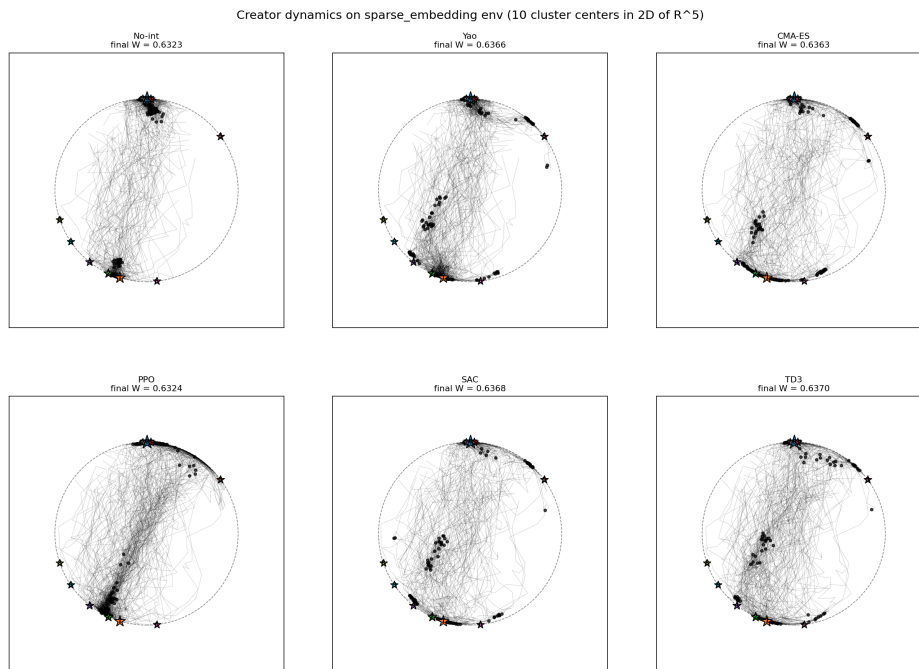 Creator dynamics on sparse_embedding env (10 cluster centers in 2D of R^5)
No-int
final W = 0.6323
Yao
final W = 0.6366
CMA-ES
final W = 0.6363
PPO
final W = 0.6324
SAC
final W = 0.6368
TD3
final W = 0.6370